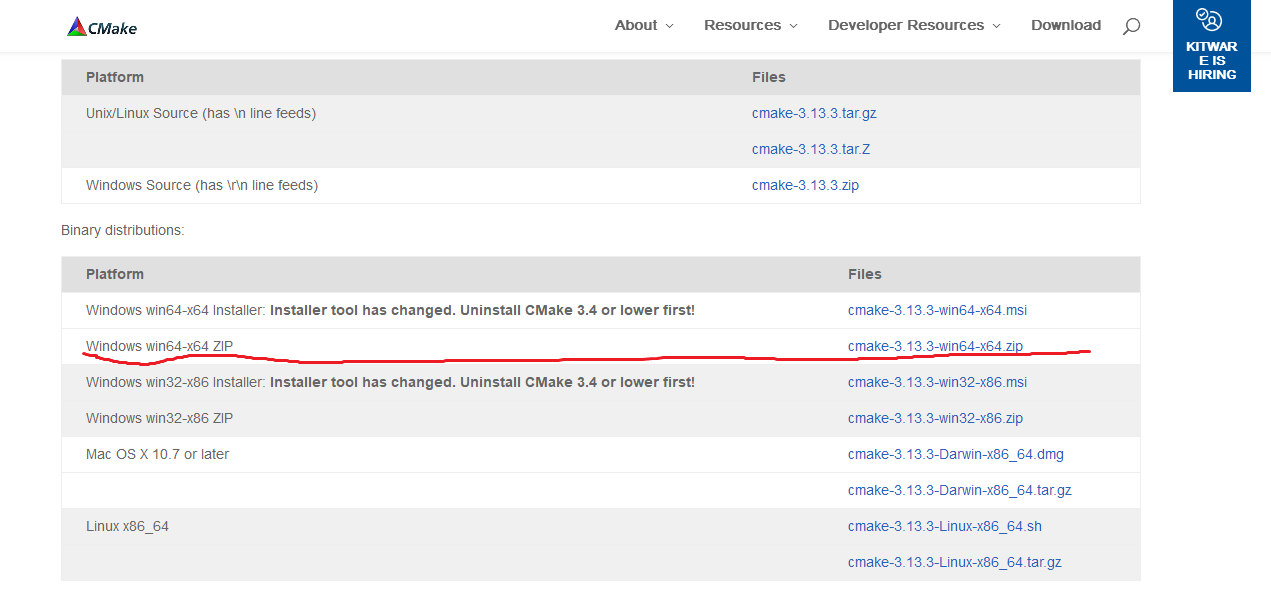 CMake
About
Resources
Developer Resources
Download
KITWAR
E IS
HIRING
Platform Files
Unix/Linux Source (has \n line feeds) cmake-3.13.3.tar.gz
cmake-3.13.3.tar.Z
Windows Source (has \r\n line feeds) cmake-3.13.3.zip
Binary distributions:
Platform Files
Windows win64-x64 Installer: Installer tool has changed. Uninstall CMake 3.4 or lower first! cmake-3.13.3-win64-x64.msi
Windows win64-x64 ZIP cmake-3.13.3-win64-x64.zip
Windows win32-x86 Installer: Installer tool has changed. Uninstall CMake 3.4 or lower first! cmake-3.13.3-win32-x86.msi
Windows win32-x86 ZIP cmake-3.13.3-win32-x86.zip
Mac OS X 10.7 or later cmake-3.13.3-Darwin-x86_64.dmg
cmake-3.13.3-Darwin-x86_64.tar.gz
Linux x86_64 cmake-3.13.3-Linux-x86_64.sh
cmake-3.13.3-Linux-x86_64.tar.gz